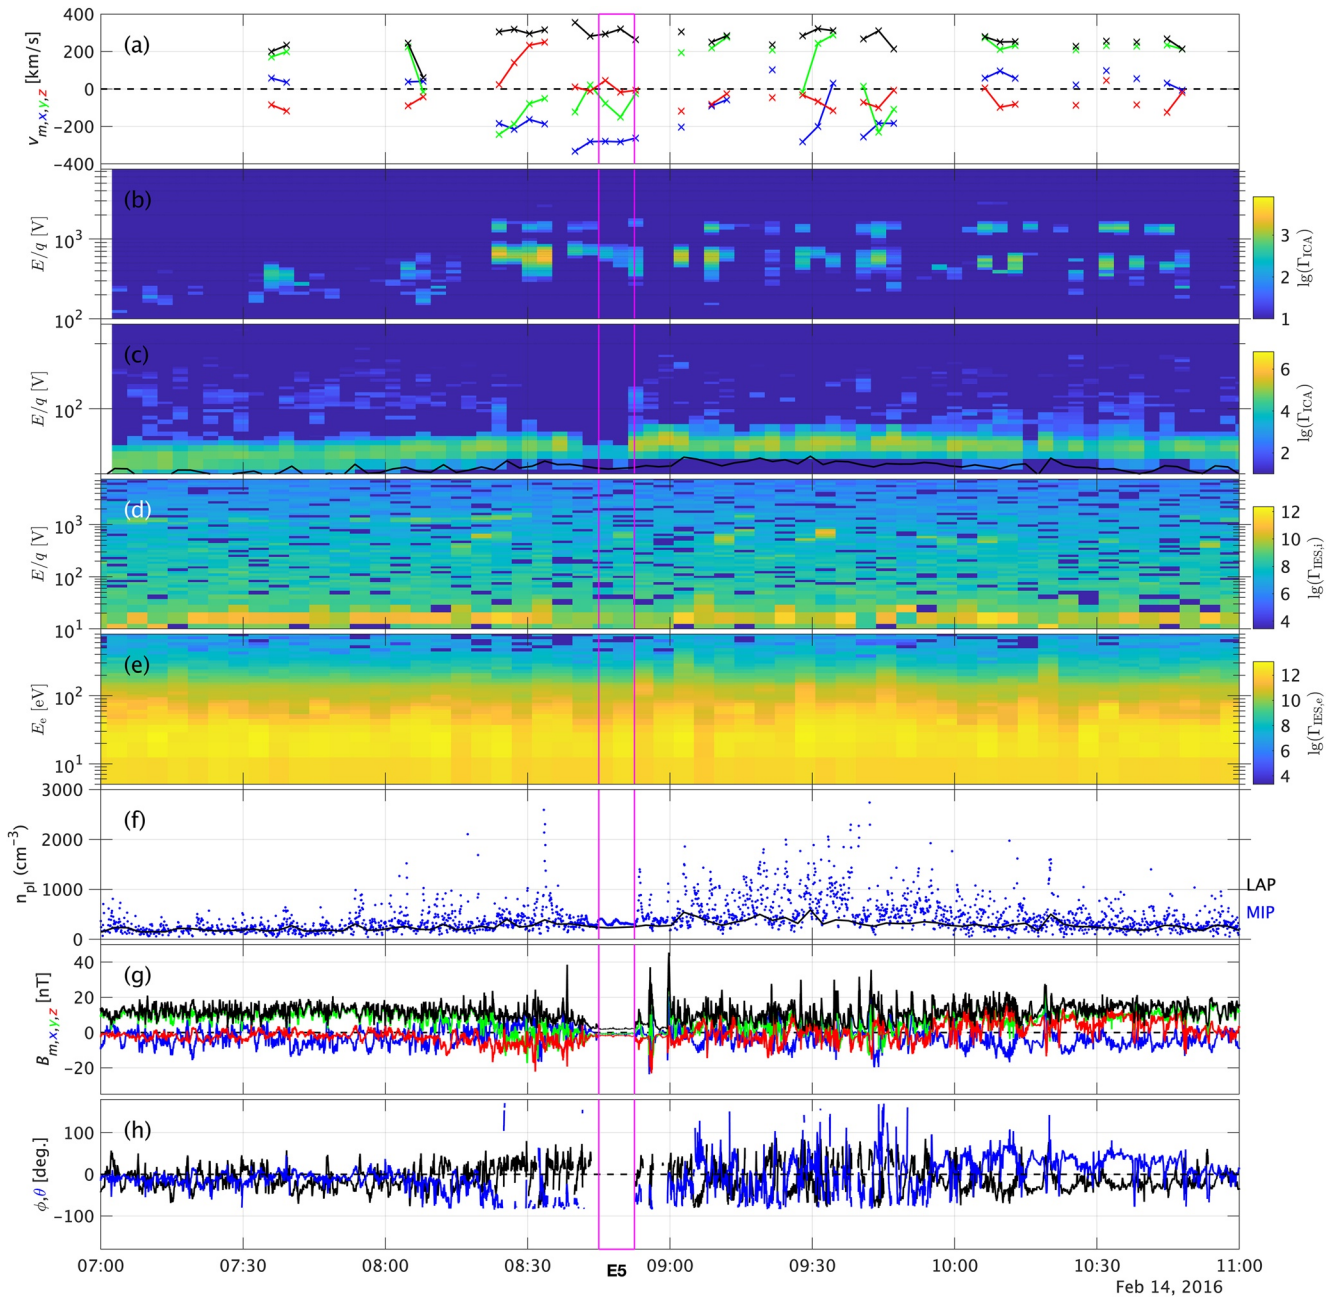 400
200
0
−200
−400
v_m,x,y,z [km/s]
(a)
(b)
10^3
10^2
E/q [V]
3
2
1
lg(Γ_ICA)
(c)
10^2
E/q [V]
6
4
2
lg(Γ_ICA)
(d)
10^3
10^2
10^1
E/q [V]
12
10
8
6
4
lg(Γ_IES,i)
(e)
10^2
10^1
E_e [eV]
12
10
8
6
4
lg(Γ_IES,e)
(f)
3000
2000
1000
0
n_pl (cm^−3)
LAP
MIP
(g)
40
20
0
-20
B_m,x,y,z [nT]
(h)
100
0
-100
ϕ,θ [deg.]
07:00 07:30 08:00 08:30 E5 09:00 09:30 10:00 10:30 11:00
Feb 14, 2016